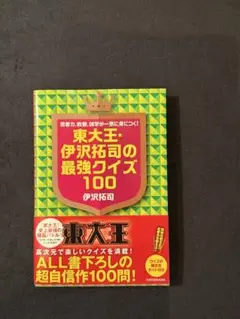 思考力、教養、雑学が一気に身につく!
東大王・
伊沢拓司の
最強クイズ
100
伊沢拓司
東大王
高次元で楽しいクイズを満載!
ALL書下ろしの
超自信作100問!